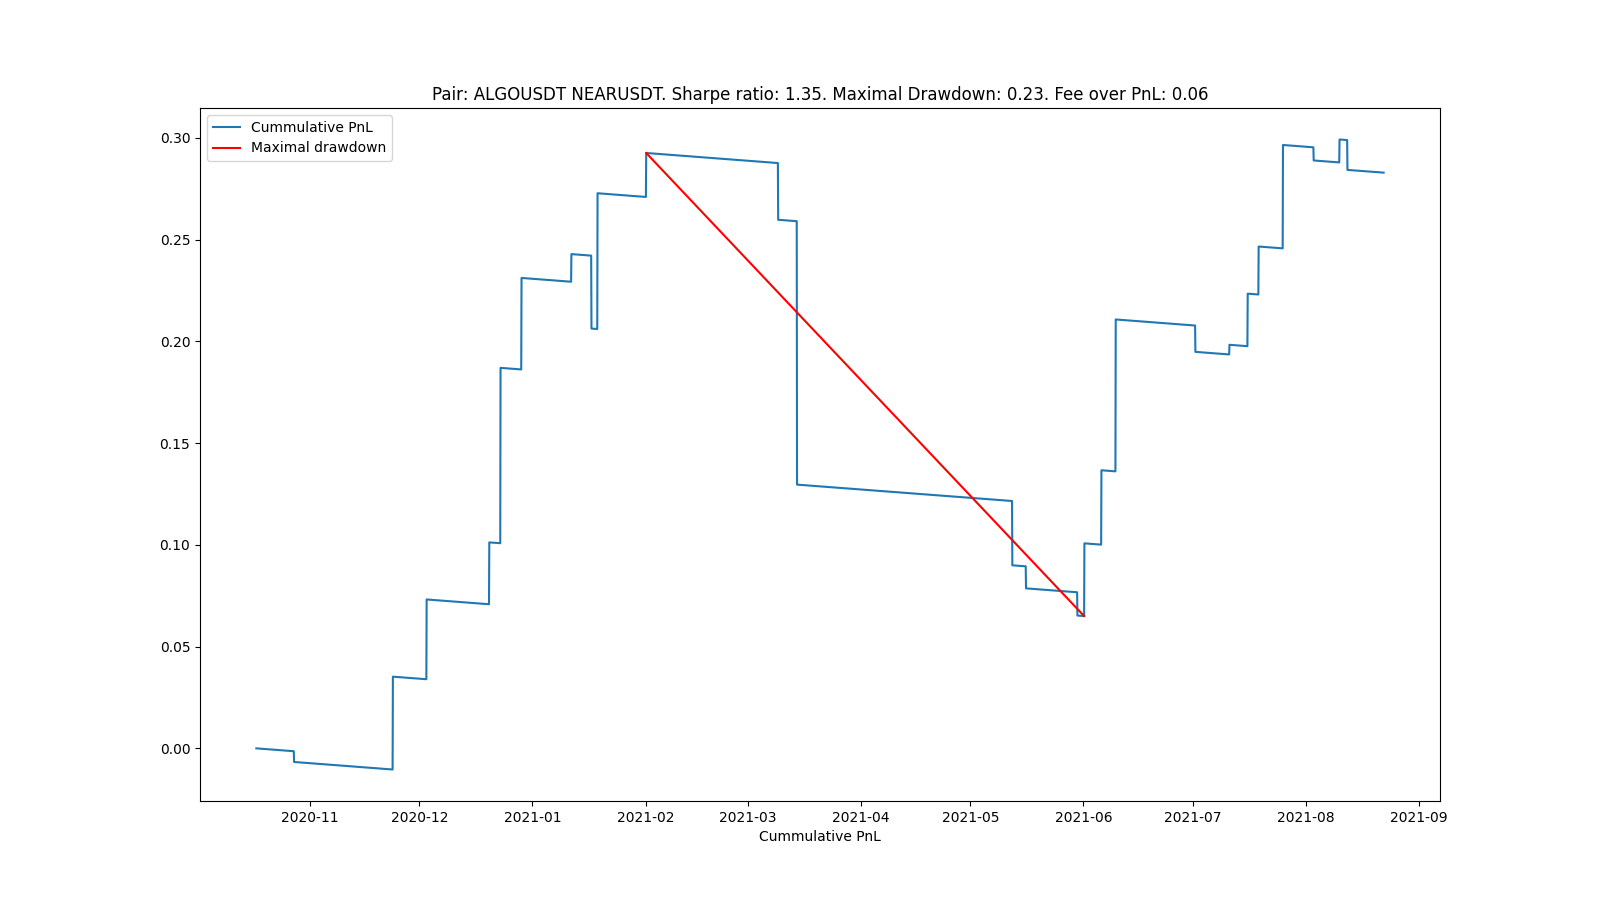 Pair: ALGOUSDT NEARUSDT. Sharpe ratio: 1.35. Maximal Drawdown: 0.23. Fee over PnL: 0.06
Cummulative PnL
Maximal drawdown
0.30
0.25
0.20
0.15
0.10
0.05
0.00
2020-11 2020-12 2021-01 2021-02 2021-03 2021-04 2021-05 2021-06 2021-07 2021-08 2021-09
Cummulative PnL